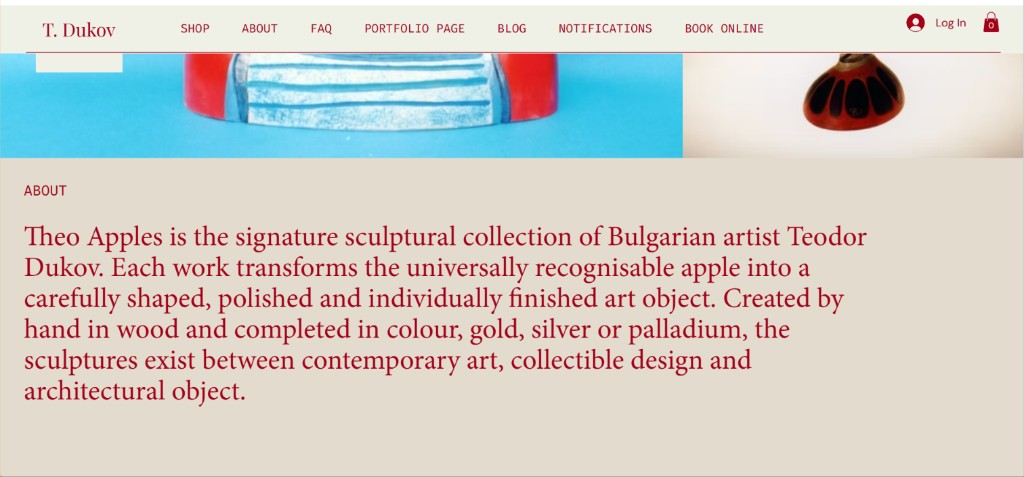 T. Dukov
SHOP
ABOUT
FAQ
PORTFOLIO PAGE
BLOG
NOTIFICATIONS
BOOK ONLINE
Log In
0
ABOUT
Theo Apples is the signature sculptural collection of Bulgarian artist Teodor
Dukov. Each work transforms the universally recognisable apple into a
carefully shaped, polished and individually finished art object. Created by
hand in wood and completed in colour, gold, silver or palladium, the
sculptures exist between contemporary art, collectible design and
architectural object.